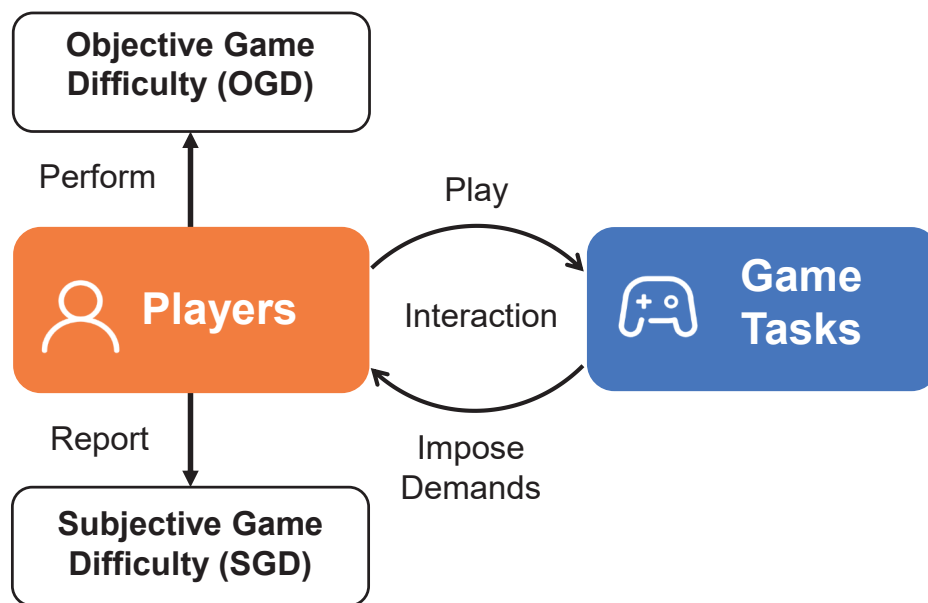 Objective Game
Difficulty (OGD)
Perform
Play
Players
Interaction
Game
Tasks
Report
Impose
Demands
Subjective Game
Difficulty (SGD)